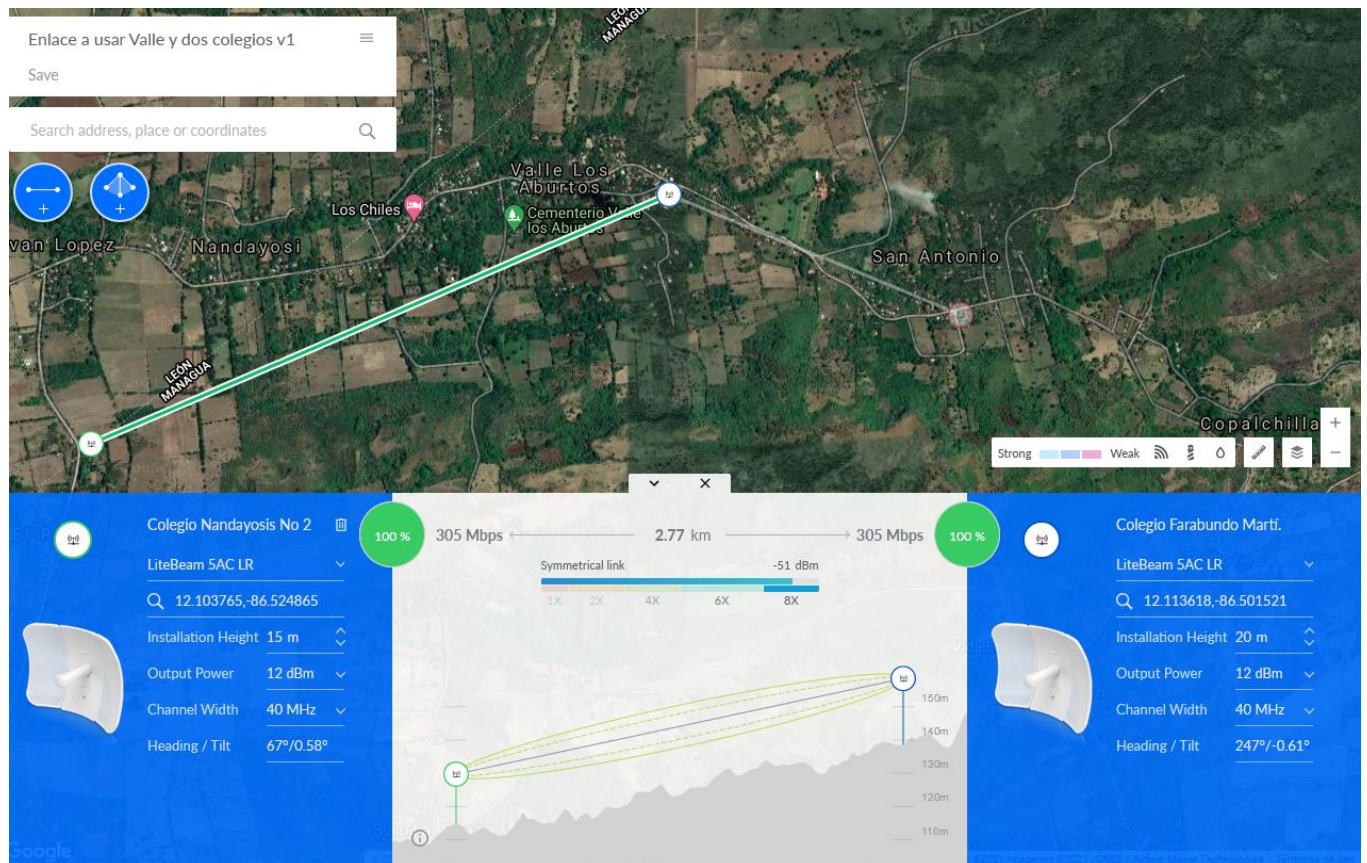 Enlace a usar Valle y dos colegios v1
Save
Search address, place or coordinates
LEÓN
MANAGUA
Valle Los
Aburtos
Los Chiles
Cementerio Valle
los Aburtos
van Lopez
Nandayosi
San Antonio
LEÓN
MANAGUA
Copalchilla
Strong Weak
Colegio Nandayosis No 2
LiteBeam 5AC LR
12.103765,-86.524865
Installation Height 15 m
Output Power 12 dBm
Channel Width 40 MHz
Heading / Tilt 67°/0.58°
100 % 305 Mbps 2.77 km 305 Mbps 100 %
Symmetrical link -51 dBm
1X 2X 4X 6X 8X
150m
140m
130m
120m
110m
Colegio Farabundo Martí.
LiteBeam 5AC LR
12.113618,-86.501521
Installation Height 20 m
Output Power 12 dBm
Channel Width 40 MHz
Heading / Tilt 247°/-0.61°
Google